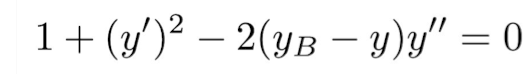 1 + (y′)² − 2(y_B − y)y″ = 0